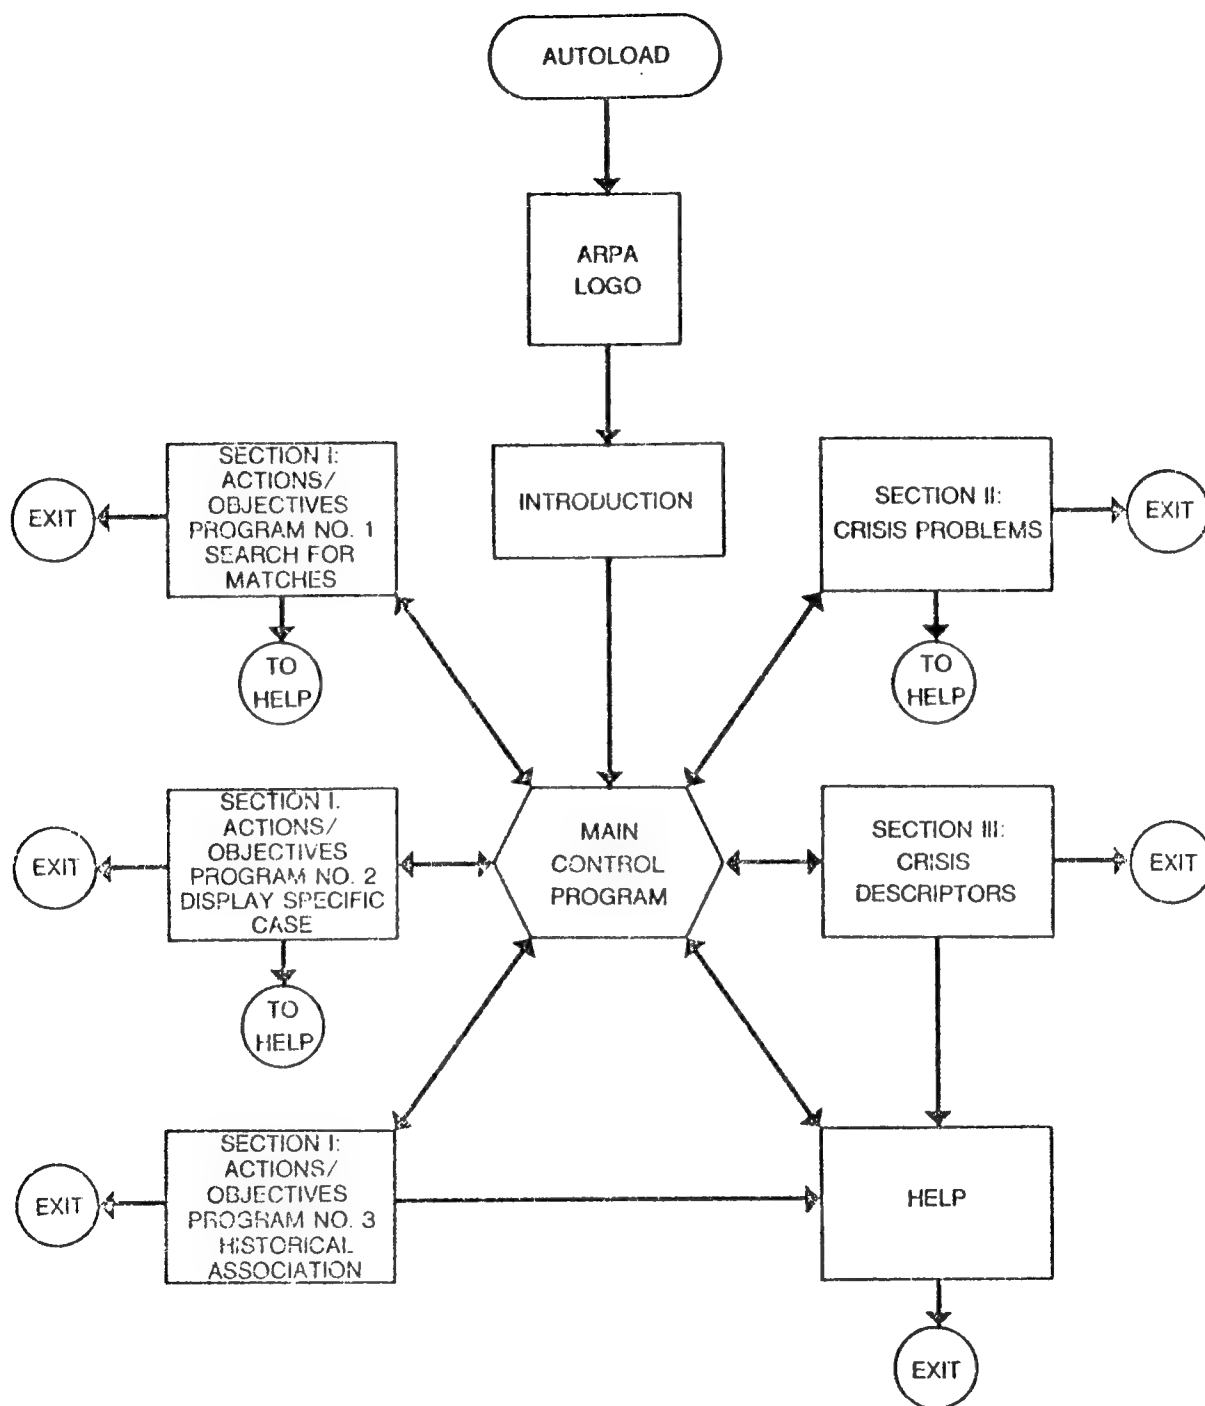 AUTOLOAD
ARPA
LOGO
INTRODUCTION
SECTION I:
ACTIONS/
OBJECTIVES
PROGRAM NO. 1
SEARCH FOR
MATCHES
EXIT
TO
HELP
SECTION II:
CRISIS PROBLEMS
EXIT
TO
HELP
SECTION I.
ACTIONS/
OBJECTIVES
PROGRAM NO. 2
DISPLAY SPECIFIC
CASE
EXIT
TO
HELP
MAIN
CONTROL
PROGRAM
SECTION III:
CRISIS
DESCRIPTORS
EXIT
SECTION I:
ACTIONS/
OBJECTIVES
PROGRAM NO. 3
HISTORICAL
ASSOCIATION
EXIT
HELP
EXIT